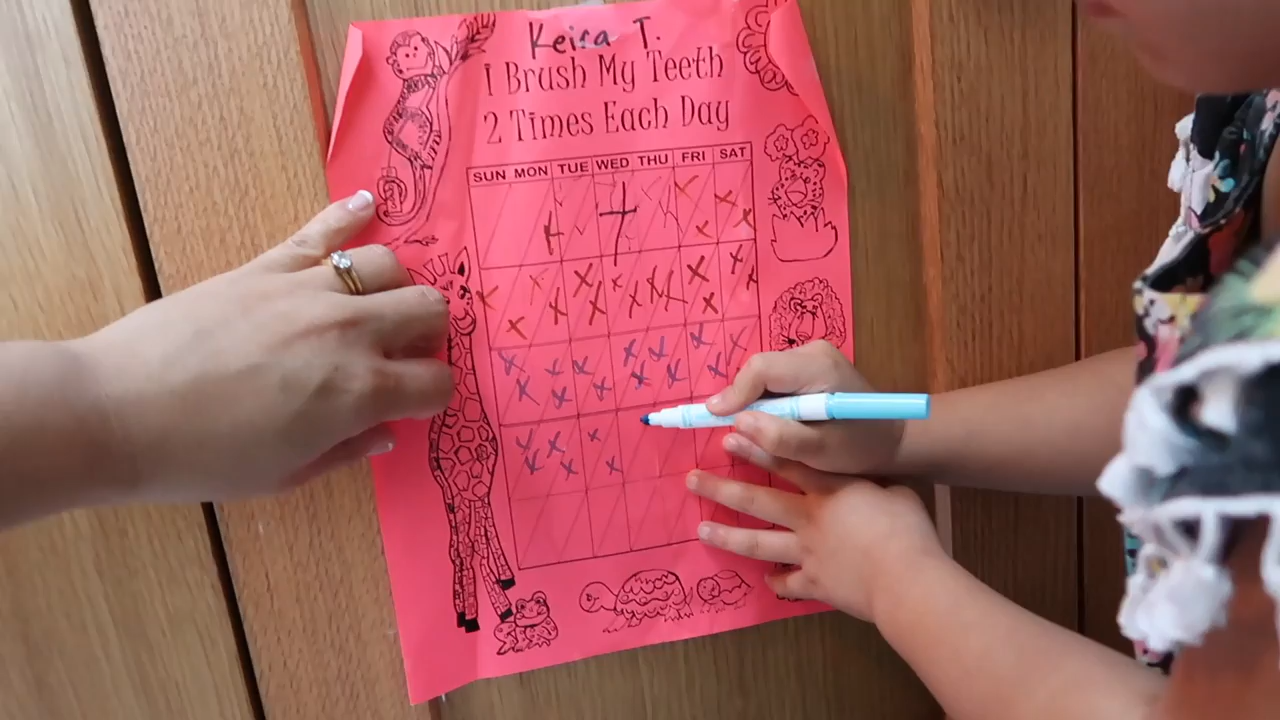 Keira T.
I Brush My Teeth
2 Times Each Day
SUN MON TUE WED THU FRI SAT